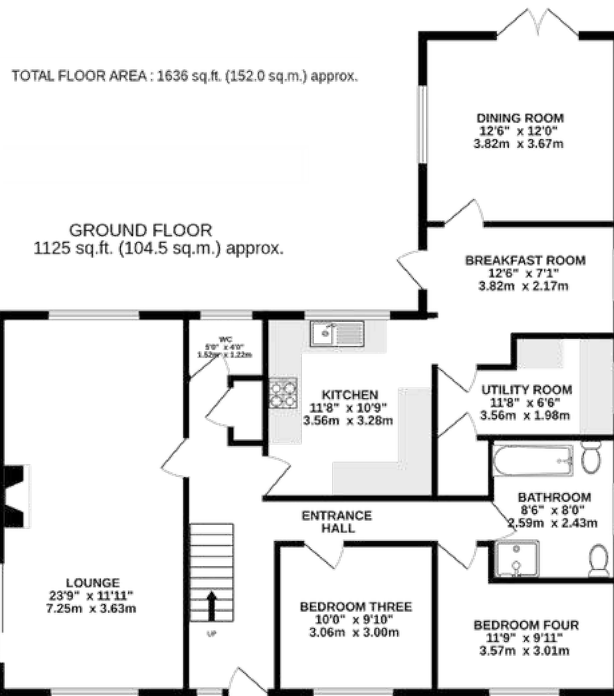 TOTAL FLOOR AREA : 1636 sq.ft. (152.0 sq.m.) approx.
GROUND FLOOR
1125 sq.ft. (104.5 sq.m.) approx.
DINING ROOM
12'6" x 12'0"
3.82m x 3.67m
BREAKFAST ROOM
12'6" x 7'1"
3.82m x 2.17m
WC
5'0" x 4'0"
1.52m x 1.22m
KITCHEN
11'8" x 10'9"
3.56m x 3.28m
UTILITY ROOM
11'8" x 6'6"
3.56m x 1.98m
BATHROOM
8'6" x 8'0"
2.59m x 2.43m
ENTRANCE
HALL
LOUNGE
23'9" x 11'11"
7.25m x 3.63m
UP
BEDROOM THREE
10'0" x 9'10"
3.06m x 3.00m
BEDROOM FOUR
11'9" x 9'11"
3.57m x 3.01m